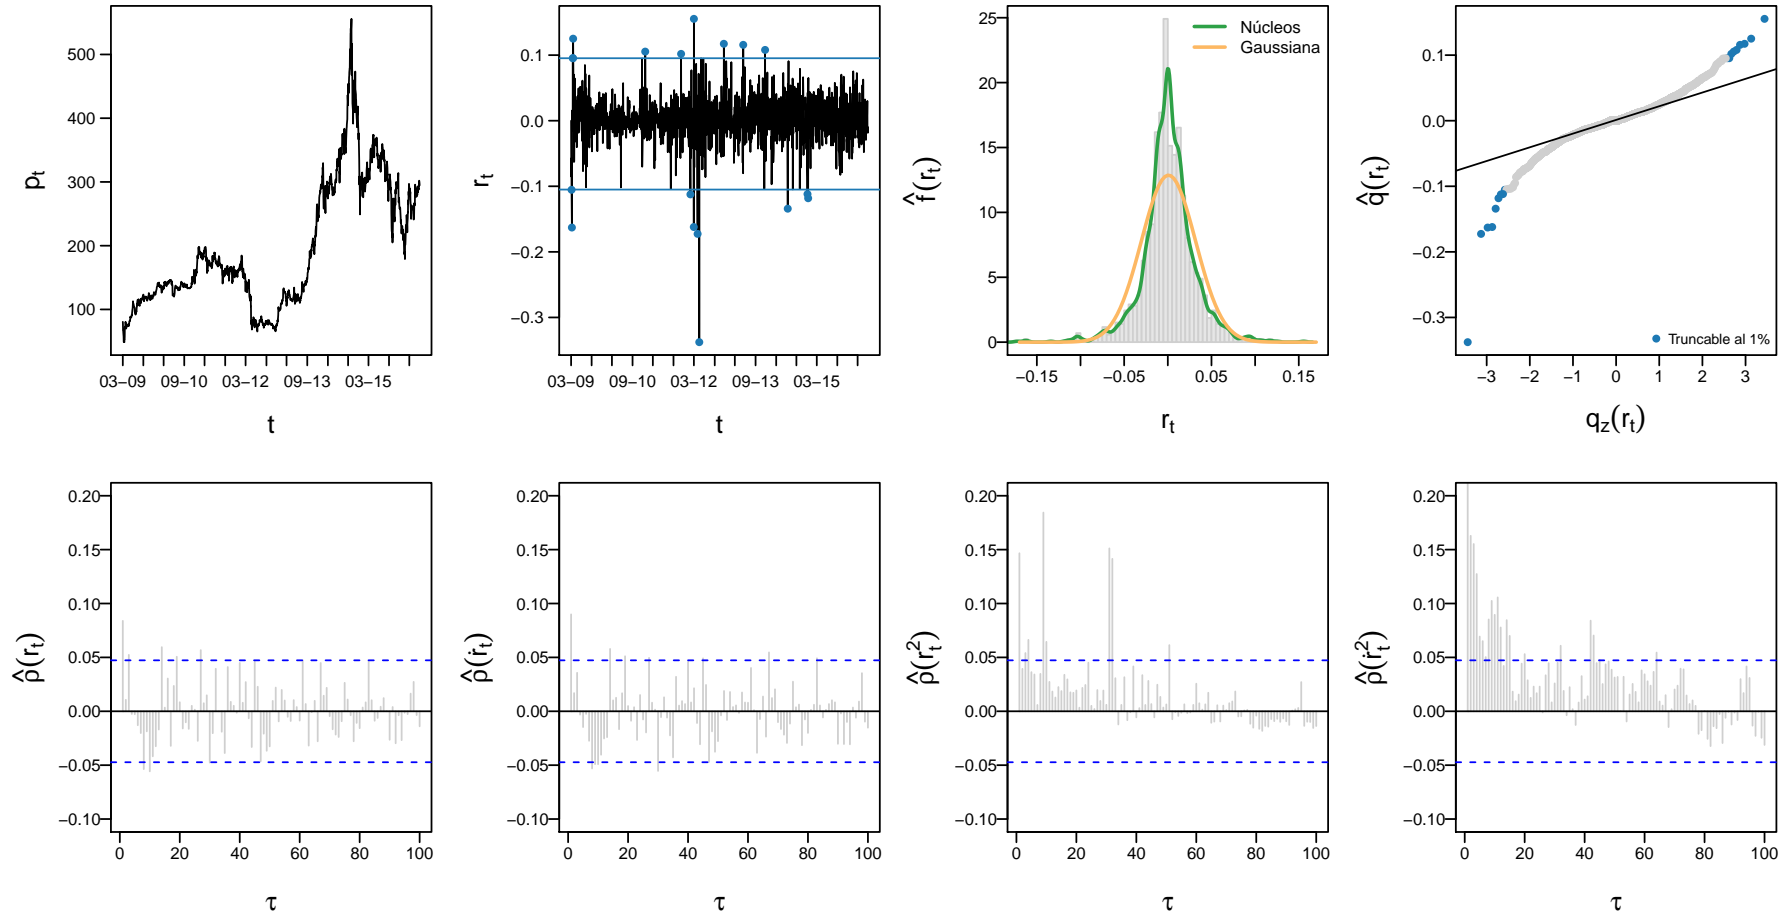 500
400
300
200
100
p_t
03−09 09−10 03−12 09−13 03−15
t
0.1
0.0
−0.1
−0.2
−0.3
r_t
03−09 09−10 03−12 09−13 03−15
t
25
20
15
10
5
0
f̂(r_t)
Núcleos
Gaussiana
−0.15 −0.05 0.05 0.15
r_t
0.1
0.0
−0.1
−0.2
−0.3
q̂(r_t)
Truncable al 1%
−3 −2 −1 0 1 2 3
q_z(r_t)
0.20
0.15
0.10
0.05
0.00
−0.05
−0.10
ρ̂(r_t)
0 20 40 60 80 100
τ
0.20
0.15
0.10
0.05
0.00
−0.05
−0.10
ρ̂(ṙ_t)
0 20 40 60 80 100
τ
0.20
0.15
0.10
0.05
0.00
−0.05
−0.10
ρ̂(r_t^2)
0 20 40 60 80 100
τ
0.20
0.15
0.10
0.05
0.00
−0.05
−0.10
ρ̂(ṙ_t^2)
0 20 40 60 80 100
τ